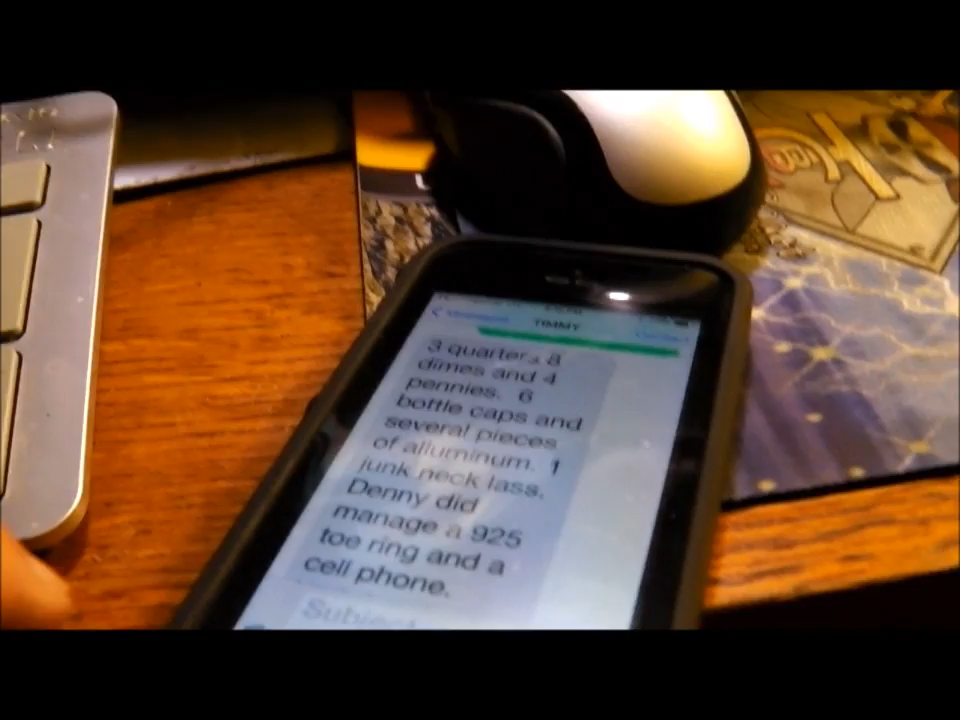 TIMMY
3 quarters 8
dimes and 4
pennies. 6
bottle caps and
several pieces
of alluminum. 1
junk neck lass.
Denny did
manage a 925
toe ring and a
cell phone.
Subject